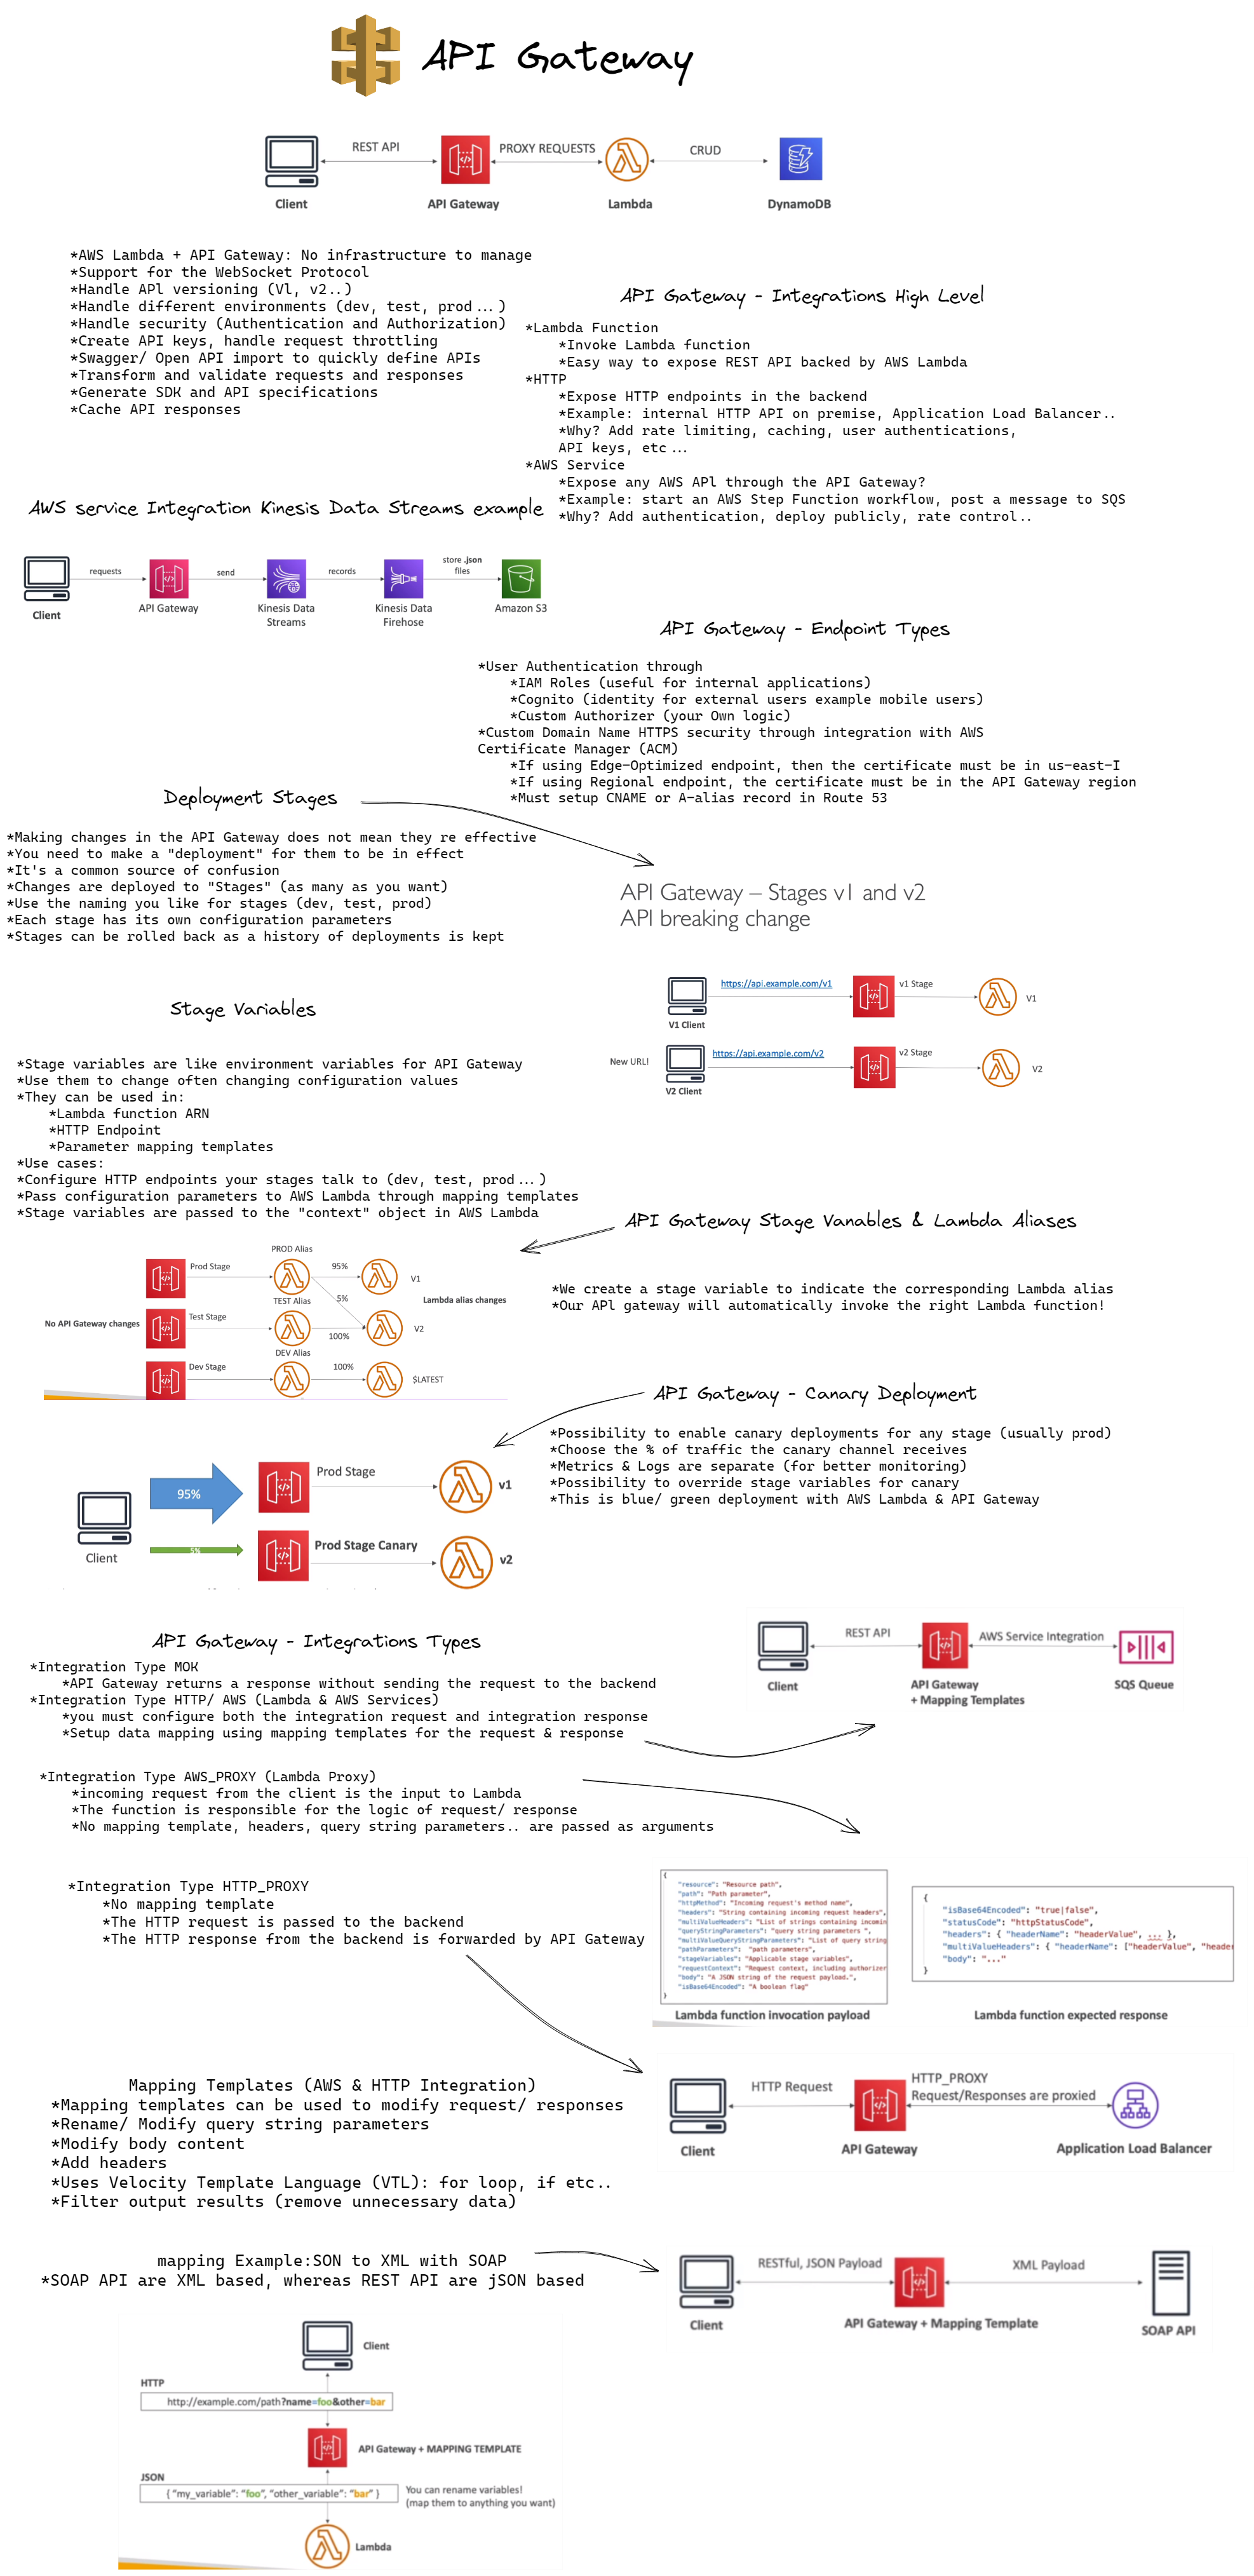 API Gateway
REST API
PROXY REQUESTS
CRUD
Client
API Gateway
Lambda
DynamoDB
*AWS Lambda + API Gateway: No infrastructure to manage
*Support for the WebSocket Protocol
*Handle APl versioning (Vl, v2..)
*Handle different environments (dev, test, prod...)
*Handle security (Authentication and Authorization)
*Create API keys, handle request throttling
*Swagger/ Open API import to quickly define APIs
*Transform and validate requests and responses
*Generate SDK and API specifications
*Cache API responses
API Gateway - Integrations High Level
*Lambda Function
*Invoke Lambda function
*Easy way to expose REST API backed by AWS Lambda
*HTTP
*Expose HTTP endpoints in the backend
*Example: internal HTTP API on premise, Application Load Balancer..
*Why? Add rate limiting, caching, user authentications,
API keys, etc...
*AWS Service
*Expose any AWS APl through the API Gateway?
*Example: start an AWS Step Function workflow, post a message to SQS
*Why? Add authentication, deploy publicly, rate control..
AWS service Integration Kinesis Data Streams example
requests
send
records
store .json
files
Client
API Gateway
Kinesis Data
Streams
Kinesis Data
Firehose
Amazon S3
API Gateway - Endpoint Types
*User Authentication through
*IAM Roles (useful for internal applications)
*Cognito (identity for external users example mobile users)
*Custom Authorizer (your Own logic)
*Custom Domain Name HTTPS security through integration with AWS
Certificate Manager (ACM)
*If using Edge-Optimized endpoint, then the certificate must be in us-east-I
*If using Regional endpoint, the certificate must be in the API Gateway region
*Must setup CNAME or A-alias record in Route 53
Deployment Stages
*Making changes in the API Gateway does not mean they re effective
*You need to make a "deployment" for them to be in effect
*It's a common source of confusion
*Changes are deployed to "Stages" (as many as you want)
*Use the naming you like for stages (dev, test, prod)
*Each stage has its own configuration parameters
*Stages can be rolled back as a history of deployments is kept
API Gateway – Stages v1 and v2
API breaking change
https://api.example.com/v1
v1 Stage
V1
V1 Client
New URL!
https://api.example.com/v2
v2 Stage
V2
V2 Client
Stage Variables
*Stage variables are like environment variables for API Gateway
*Use them to change often changing configuration values
*They can be used in:
*Lambda function ARN
*HTTP Endpoint
*Parameter mapping templates
*Use cases:
*Configure HTTP endpoints your stages talk to (dev, test, prod...)
*Pass configuration parameters to AWS Lambda through mapping templates
*Stage variables are passed to the "context" object in AWS Lambda
API Gateway Stage Vanables & Lambda Aliases
*We create a stage variable to indicate the corresponding Lambda alias
*Our APl gateway will automatically invoke the right Lambda function!
PROD Alias
Prod Stage
95%
V1
TEST Alias
5%
Lambda alias changes
No API Gateway changes
Test Stage
100%
V2
DEV Alias
Dev Stage
100%
$LATEST
API Gateway - Canary Deployment
*Possibility to enable canary deployments for any stage (usually prod)
*Choose the % of traffic the canary channel receives
*Metrics & Logs are separate (for better monitoring)
*Possibility to override stage variables for canary
*This is blue/ green deployment with AWS Lambda & API Gateway
95%
Prod Stage
v1
Client
5%
Prod Stage Canary
v2
API Gateway - Integrations Types
*Integration Type MOK
*API Gateway returns a response without sending the request to the backend
*Integration Type HTTP/ AWS (Lambda & AWS Services)
*you must configure both the integration request and integration response
*Setup data mapping using mapping templates for the request & response
REST API
AWS Service Integration
Client
API Gateway
+ Mapping Templates
SQS Queue
*Integration Type AWS_PROXY (Lambda Proxy)
*incoming request from the client is the input to Lambda
*The function is responsible for the logic of request/ response
*No mapping template, headers, query string parameters.. are passed as arguments
*Integration Type HTTP_PROXY
*No mapping template
*The HTTP request is passed to the backend
*The HTTP response from the backend is forwarded by API Gateway
{
"resource": "Resource path",
"path": "Path parameter",
"httpMethod": "Incoming request's method name",
"headers": "String containing incoming request headers",
"multiValueHeaders": "List of strings containing incomin
"queryStringParameters": "query string parameters ",
"multiValueQueryStringParameters": "List of query string
"pathParameters": "path parameters",
"stageVariables": "Applicable stage variables",
"requestContext": "Request context, including authorizer
"body": "A JSON string of the request payload.",
"isBase64Encoded": "A boolean flag"
}
Lambda function invocation payload
{
"isBase64Encoded": "true|false",
"statusCode": "httpStatusCode",
"headers": { "headerName": "headerValue", ... },
"multiValueHeaders": { "headerName": ["headerValue", "header
"body": "..."
}
Lambda function expected response
HTTP Request
HTTP_PROXY
Request/Responses are proxied
Client
API Gateway
Application Load Balancer
Mapping Templates (AWS & HTTP Integration)
*Mapping templates can be used to modify request/ responses
*Rename/ Modify query string parameters
*Modify body content
*Add headers
*Uses Velocity Template Language (VTL): for loop, if etc..
*Filter output results (remove unnecessary data)
mapping Example:SON to XML with SOAP
*SOAP API are XML based, whereas REST API are jSON based
RESTful, JSON Payload
XML Payload
Client
API Gateway + Mapping Template
SOAP API
Client
HTTP
http://example.com/path?name=foo&other=bar
API Gateway + MAPPING TEMPLATE
JSON
{ "my_variable": "foo", "other_variable": "bar" }
You can rename variables!
(map them to anything you want)
Lambda